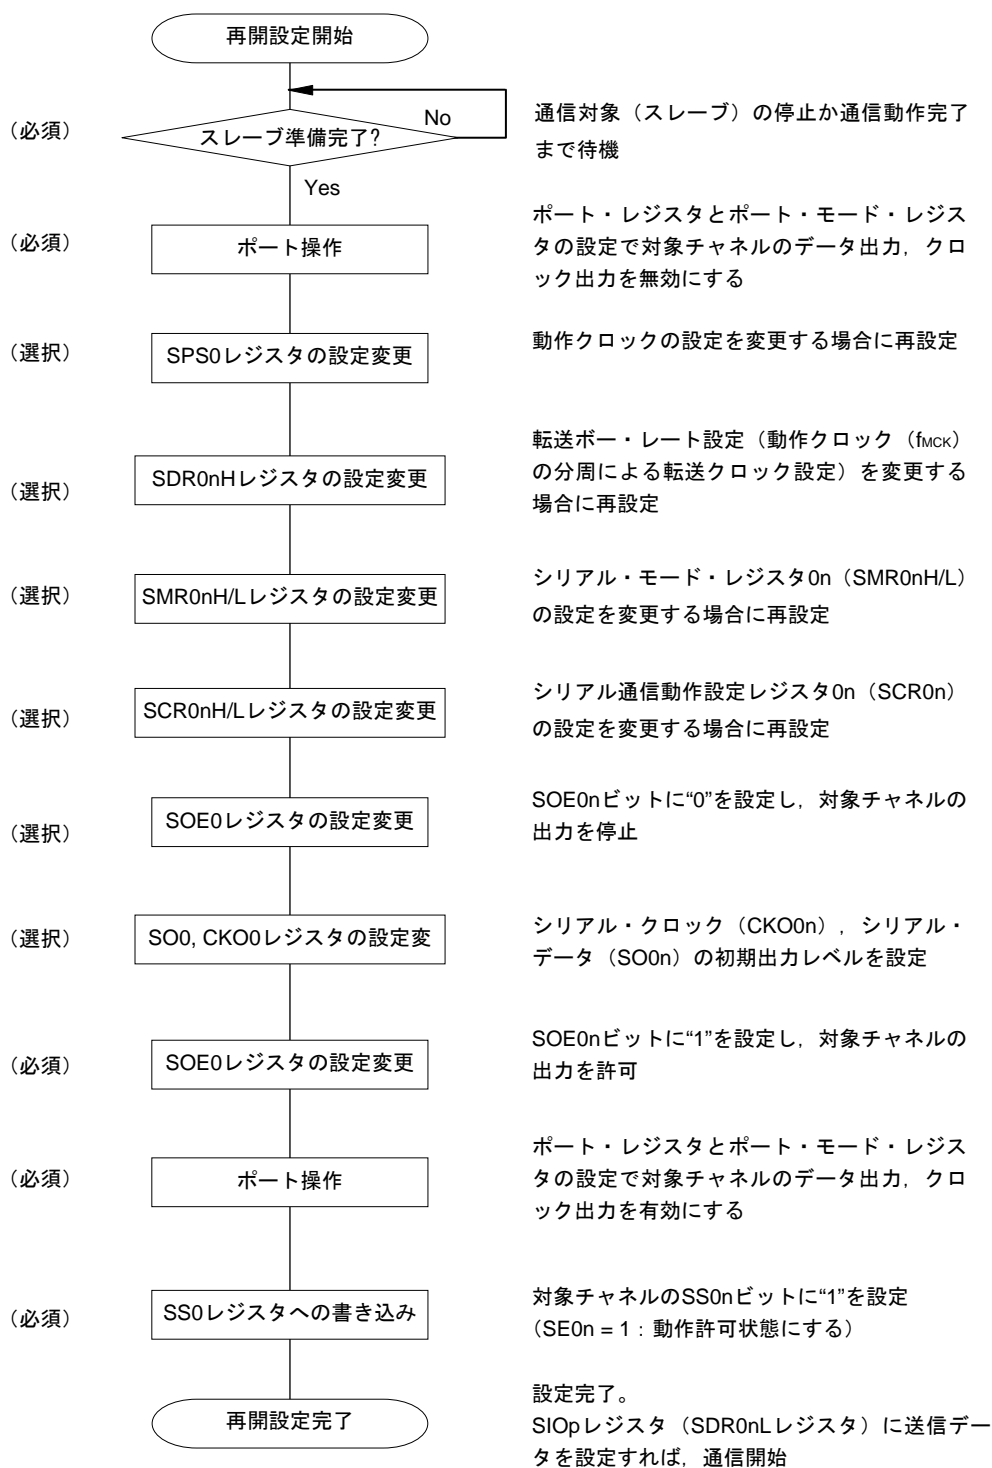 再開設定開始
(必須)
スレーブ準備完了?
No
通信対象（スレーブ）の停止か通信動作完了
まで待機
Yes
(必須)
ポート操作
ポート・レジスタとポート・モード・レジス
タの設定で対象チャネルのデータ出力，クロ
ック出力を無効にする
(選択)
SPS0レジスタの設定変更
動作クロックの設定を変更する場合に再設定
(選択)
SDR0nHレジスタの設定変更
転送ボー・レート設定（動作クロック（fMCK）
の分周による転送クロック設定）を変更する
場合に再設定
(選択)
SMR0nH/Lレジスタの設定変更
シリアル・モード・レジスタ0n（SMR0nH/L）
の設定を変更する場合に再設定
(選択)
SCR0nH/Lレジスタの設定変更
シリアル通信動作設定レジスタ0n（SCR0n）
の設定を変更する場合に再設定
(選択)
SOE0レジスタの設定変更
SOE0nビットに“0”を設定し，対象チャネルの
出力を停止
(選択)
SO0, CKO0レジスタの設定変
シリアル・クロック（CKO0n），シリアル・
データ（SO0n）の初期出力レベルを設定
(必須)
SOE0レジスタの設定変更
SOE0nビットに“1”を設定し，対象チャネルの
出力を許可
(必須)
ポート操作
ポート・レジスタとポート・モード・レジス
タの設定で対象チャネルのデータ出力，クロ
ック出力を有効にする
(必須)
SS0レジスタへの書き込み
対象チャネルのSS0nビットに“1”を設定
（SE0n = 1：動作許可状態にする）
再開設定完了
設定完了。
SIOpレジスタ（SDR0nLレジスタ）に送信デー
タを設定すれば，通信開始